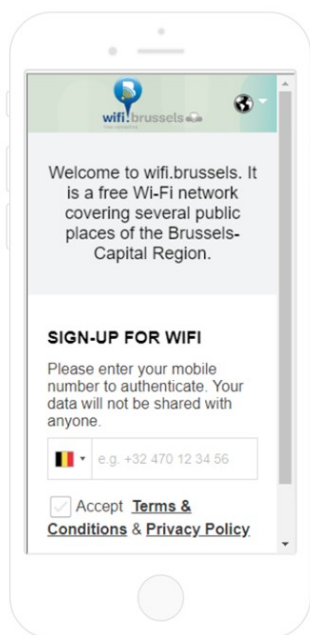 wifi.brussels
Welcome to wifi.brussels. It
is a free Wi-Fi network
covering several public
places of the Brussels-
Capital Region.
SIGN-UP FOR WIFI
Please enter your mobile
number to authenticate. Your
data will not be shared with
anyone.
e.g. +32 470 12 34 56
Accept Terms &
Conditions & Privacy Policy